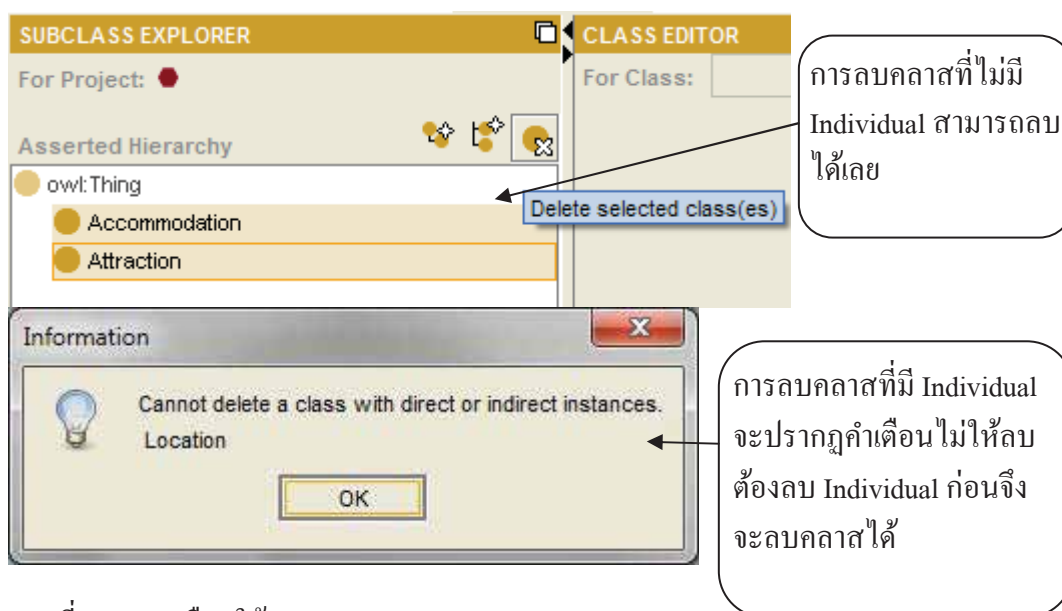 SUBCLASS EXPLORER
CLASS EDITOR
For Project:
For Class:
Asserted Hierarchy
owl:Thing
Accommodation
Attraction
Delete selected class(es)
การลบคลาสที่ไม่มี
Individual สามารถลบ
ได้เลย
Information
Cannot delete a class with direct or indirect instances.
Location
OK
การลบคลาสที่มี Individual
จะปรากฏคำเตือนไม่ให้ลบ
ต้องลบ Individual ก่อนจึง
จะลบคลาสได้